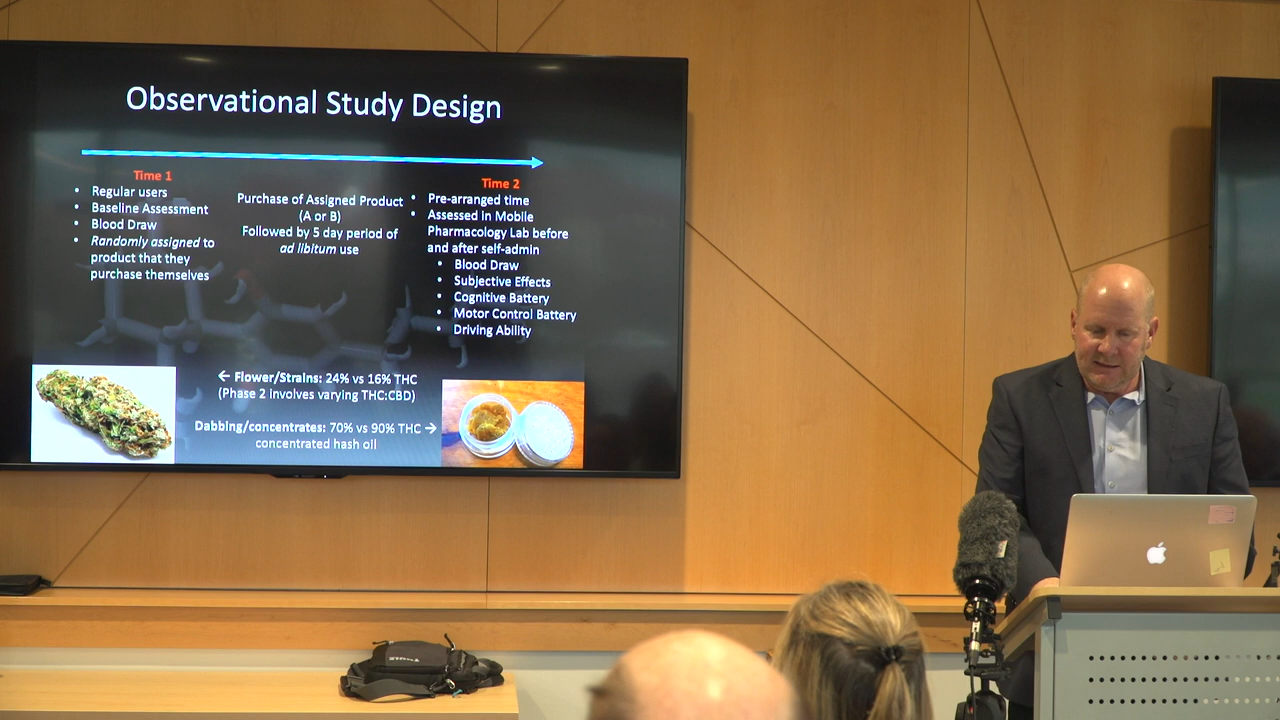 Observational Study Design
Time 1
• Regular users
• Baseline Assessment
• Blood Draw
• Randomly assigned to
product that they
purchase themselves
Purchase of Assigned Product
(A or B)
Followed by 5 day period of
ad libitum use
Time 2
• Pre-arranged time
• Assessed in Mobile
Pharmacology Lab before
and after self-admin
• Blood Draw
• Subjective Effects
• Cognitive Battery
• Motor Control Battery
• Driving Ability
← Flower/Strains: 24% vs 16% THC
(Phase 2 involves varying THC:CBD)
Dabbing/concentrates: 70% vs 90% THC →
concentrated hash oil
THULE